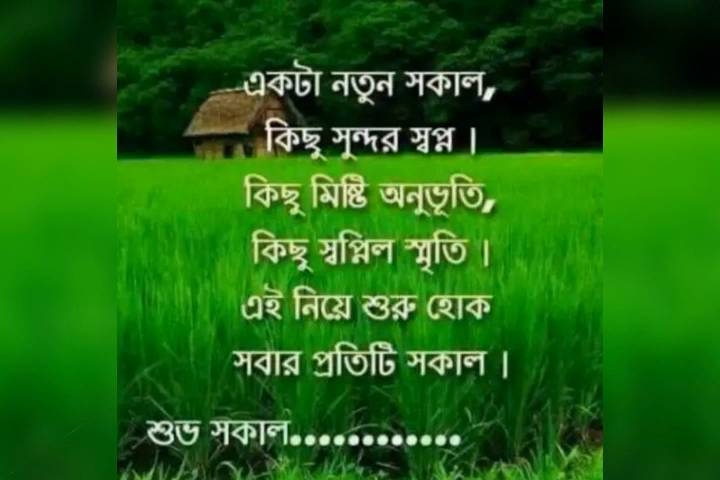 একটা নতুন সকাল,
কিছু সুন্দর স্বপ্ন ।
কিছু মিষ্টি অনুভূতি,
কিছু স্বপ্নিল স্মৃতি ।
এই নিয়ে শুরু হোক
সবার প্রতিটি সকাল ।
শুভ সকাল............